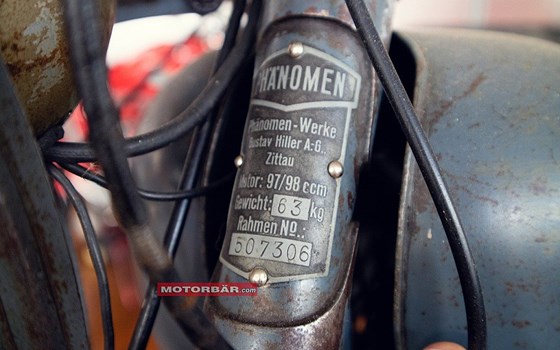 PHÄNOMEN
Phänomen-Werke
Gustav Hiller A:G.,
Zittau
Motor: 97/98 ccm
Gewicht: 63 kg
Rahmen No.:
507306
MOTORBÄR.com